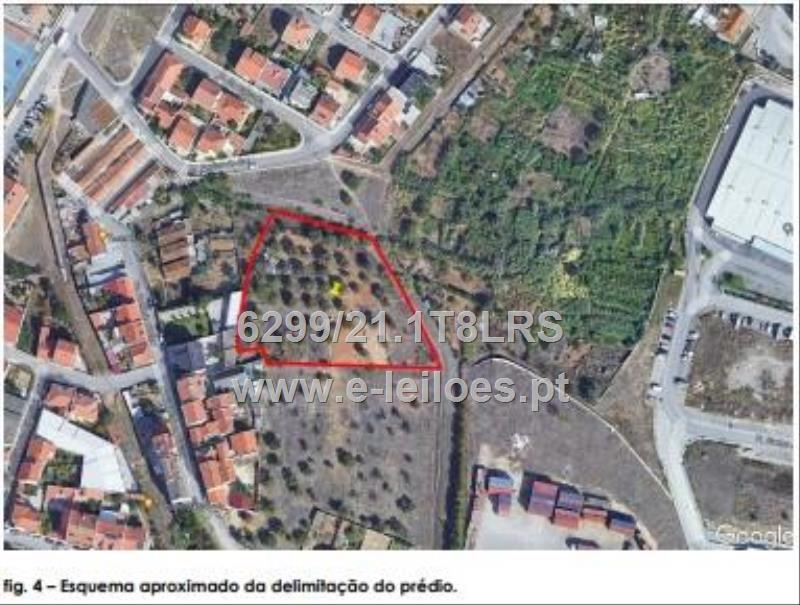 6299/21.1T8LRS
www.e-leiloes.pt
Google
fig. 4 – Esquema aproximado da delimitação do prédio.